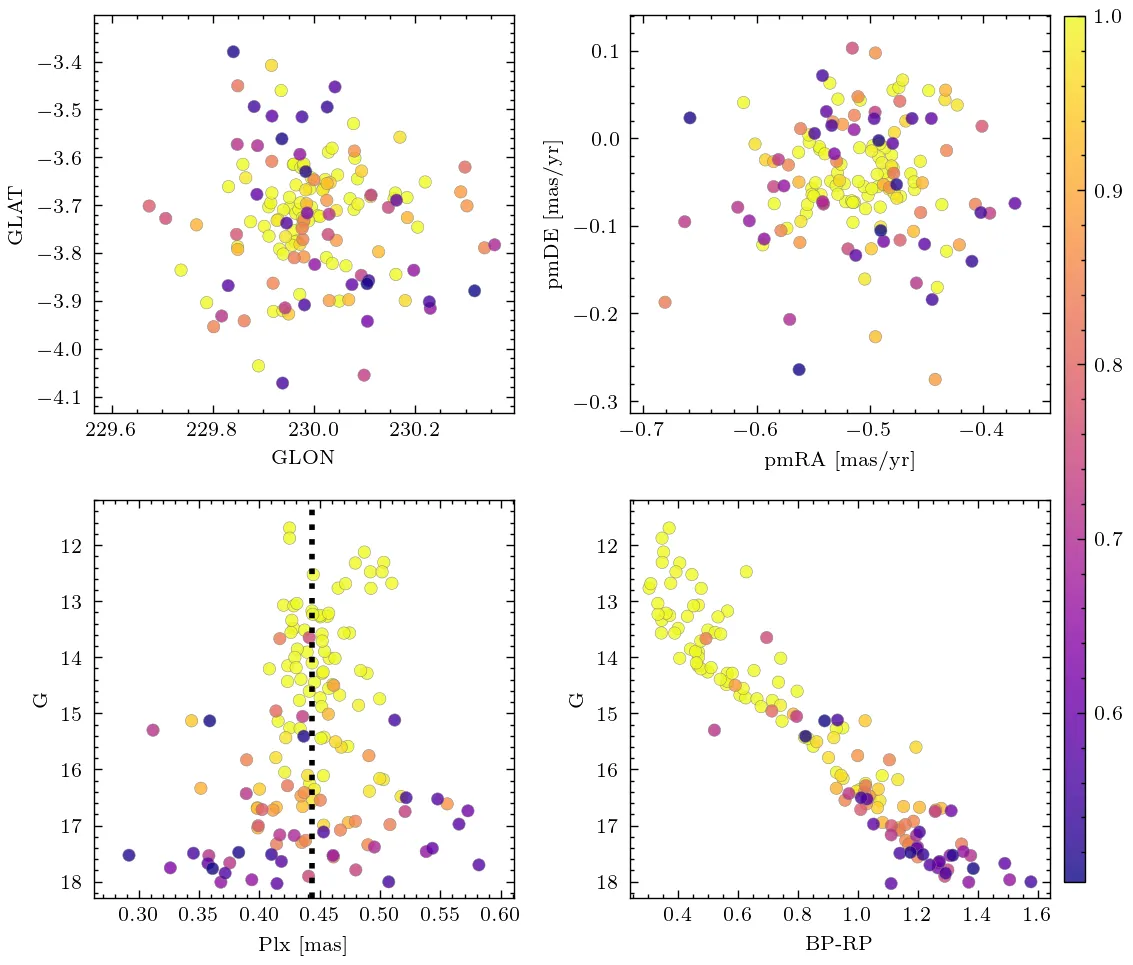 −3.4
−3.5
−3.6
−3.7
−3.8
−3.9
−4.0
−4.1
GLAT
229.6 229.8 230.0 230.2
GLON
0.1
0.0
−0.1
−0.2
−0.3
pmDE [mas/yr]
−0.7 −0.6 −0.5 −0.4
pmRA [mas/yr]
12
13
14
15
16
17
18
G
0.30 0.35 0.40 0.45 0.50 0.55 0.60
Plx [mas]
12
13
14
15
16
17
18
G
0.4 0.6 0.8 1.0 1.2 1.4 1.6
BP-RP
1.0
0.9
0.8
0.7
0.6